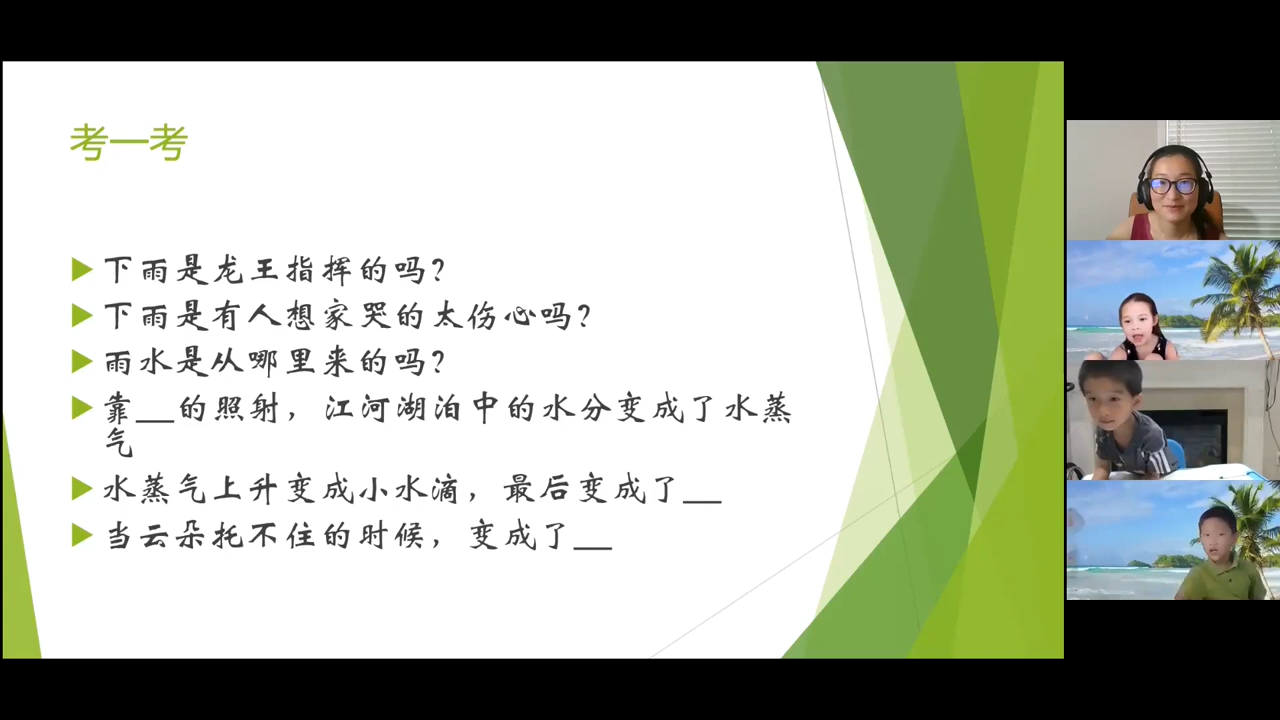 考一考
下雨是龙王指挥的吗?
下雨是有人想家哭的太伤心吗?
雨水是从哪里来的吗?
靠__的照射，江河湖泊中的水分变成了水蒸
气
水蒸气上升变成小水滴，最后变成了__
当云朵托不住的时候，变成了__